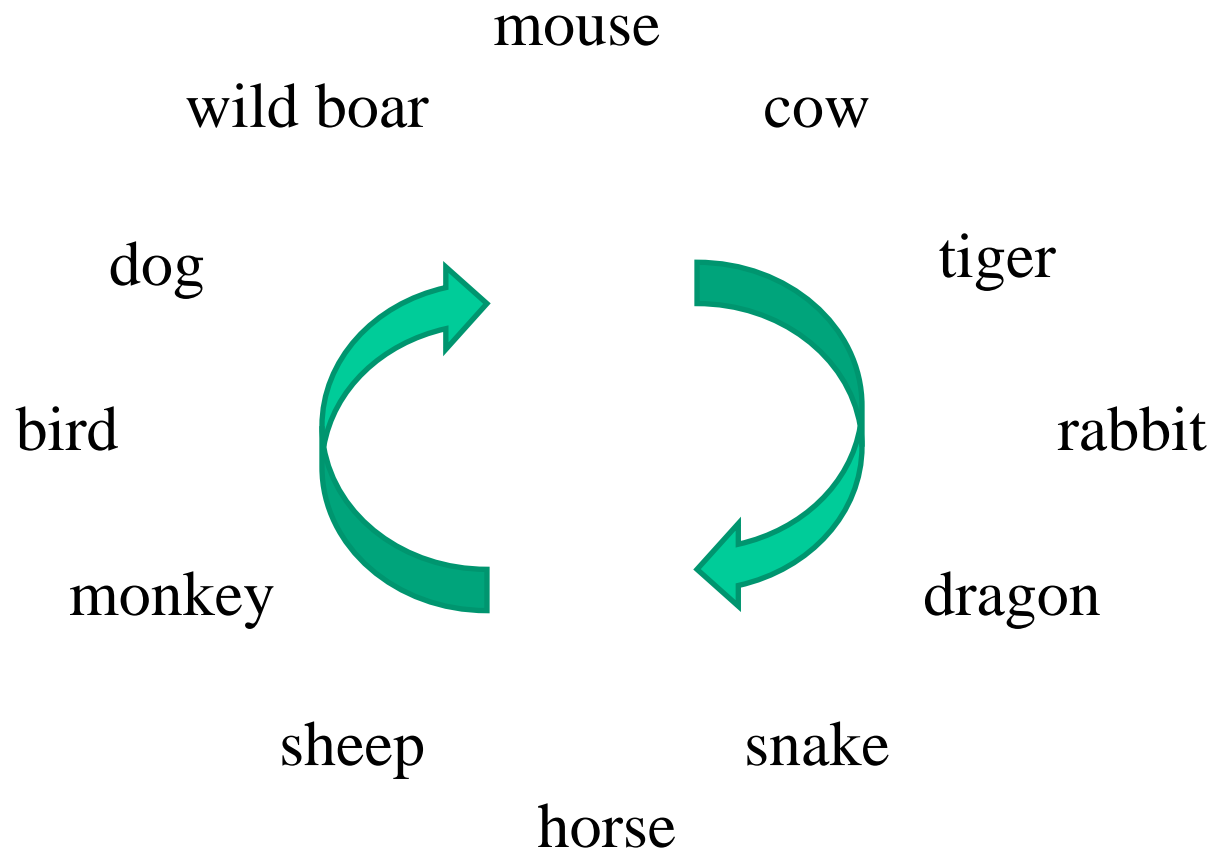 mouse
wild boar
cow
dog
tiger
bird
rabbit
monkey
dragon
sheep
snake
horse